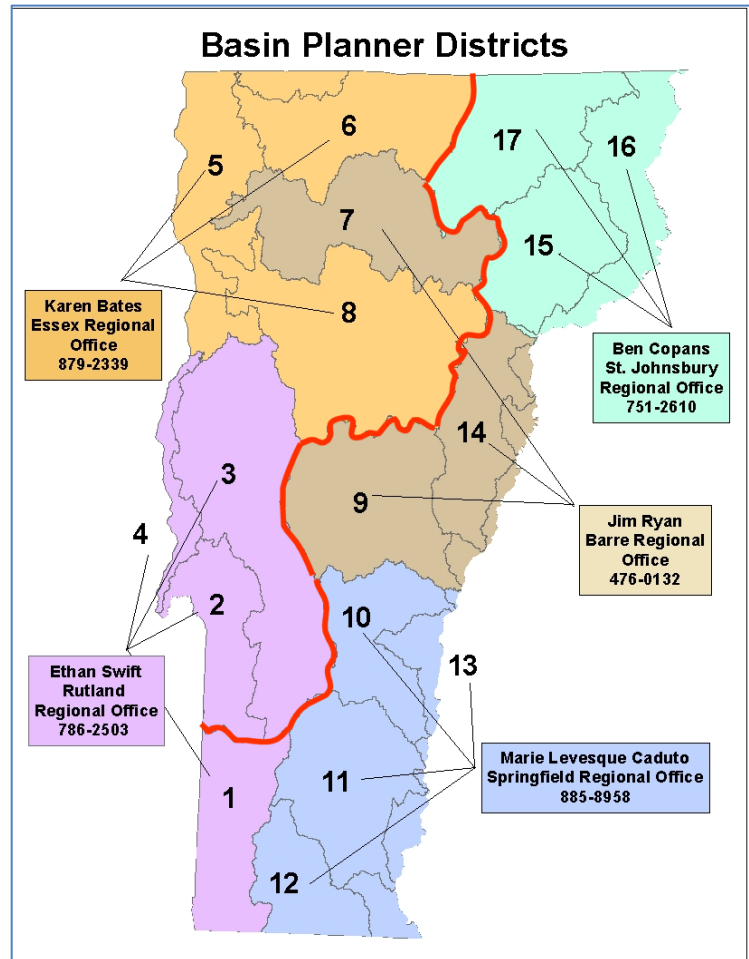 Basin Planner Districts
6
5
17
16
7
15
8
Karen Bates
Essex Regional
Office
879-2339
Ben Copans
St. Johnsbury
Regional Office
751-2610
14
3
9
4
Jim Ryan
Barre Regional
Office
476-0132
2
10
13
Ethan Swift
Rutland
Regional Office
786-2503
Marie Levesque Caduto
Springfield Regional Office
885-8958
11
1
12